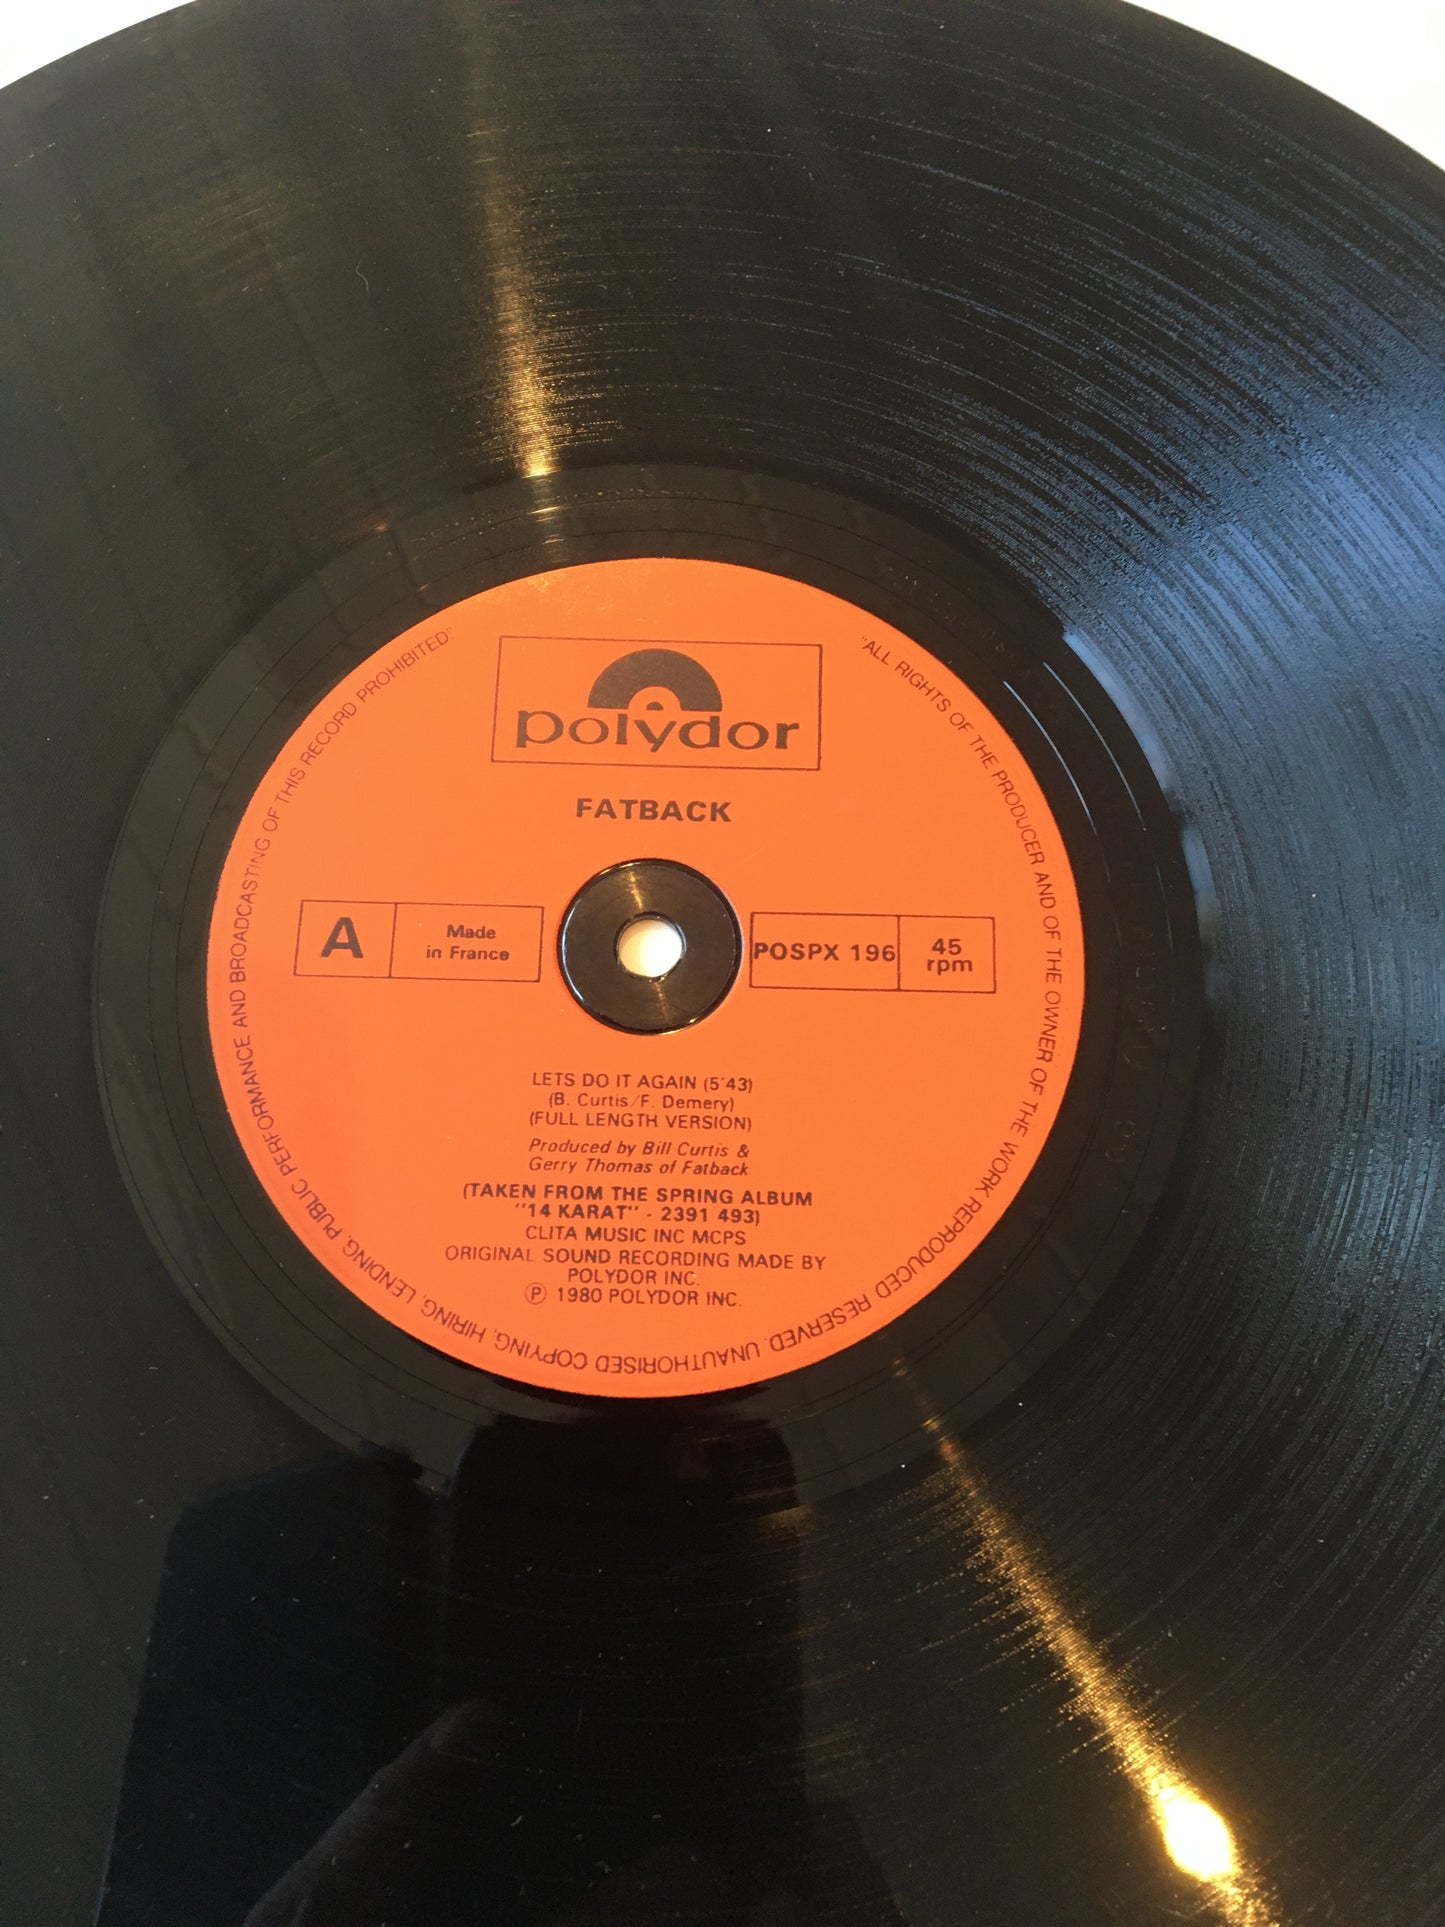 polydor
FATBACK
A
Made
in France
POSPX 196
45
rpm
LETS DO IT AGAIN (5'43)
(B. Curtis/F. Demery)
(FULL LENGTH VERSION)
Produced by Bill Curtis &
Gerry Thomas of Fatback
(TAKEN FROM THE SPRING ALBUM
"14 KARAT" - 2391 493)
CLITA MUSIC INC MCPS
ORIGINAL SOUND RECORDING MADE BY
POLYDOR INC.
Ⓟ 1980 POLYDOR INC.
"ALL RIGHTS OF THE PRODUCER AND OF THE OWNER OF THE WORK REPRODUCED RESERVED. UNAUTHORISED COPYING, HIRING, LENDING, PUBLIC PERFORMANCE AND BROADCASTING OF THIS RECORD PROHIBITED"